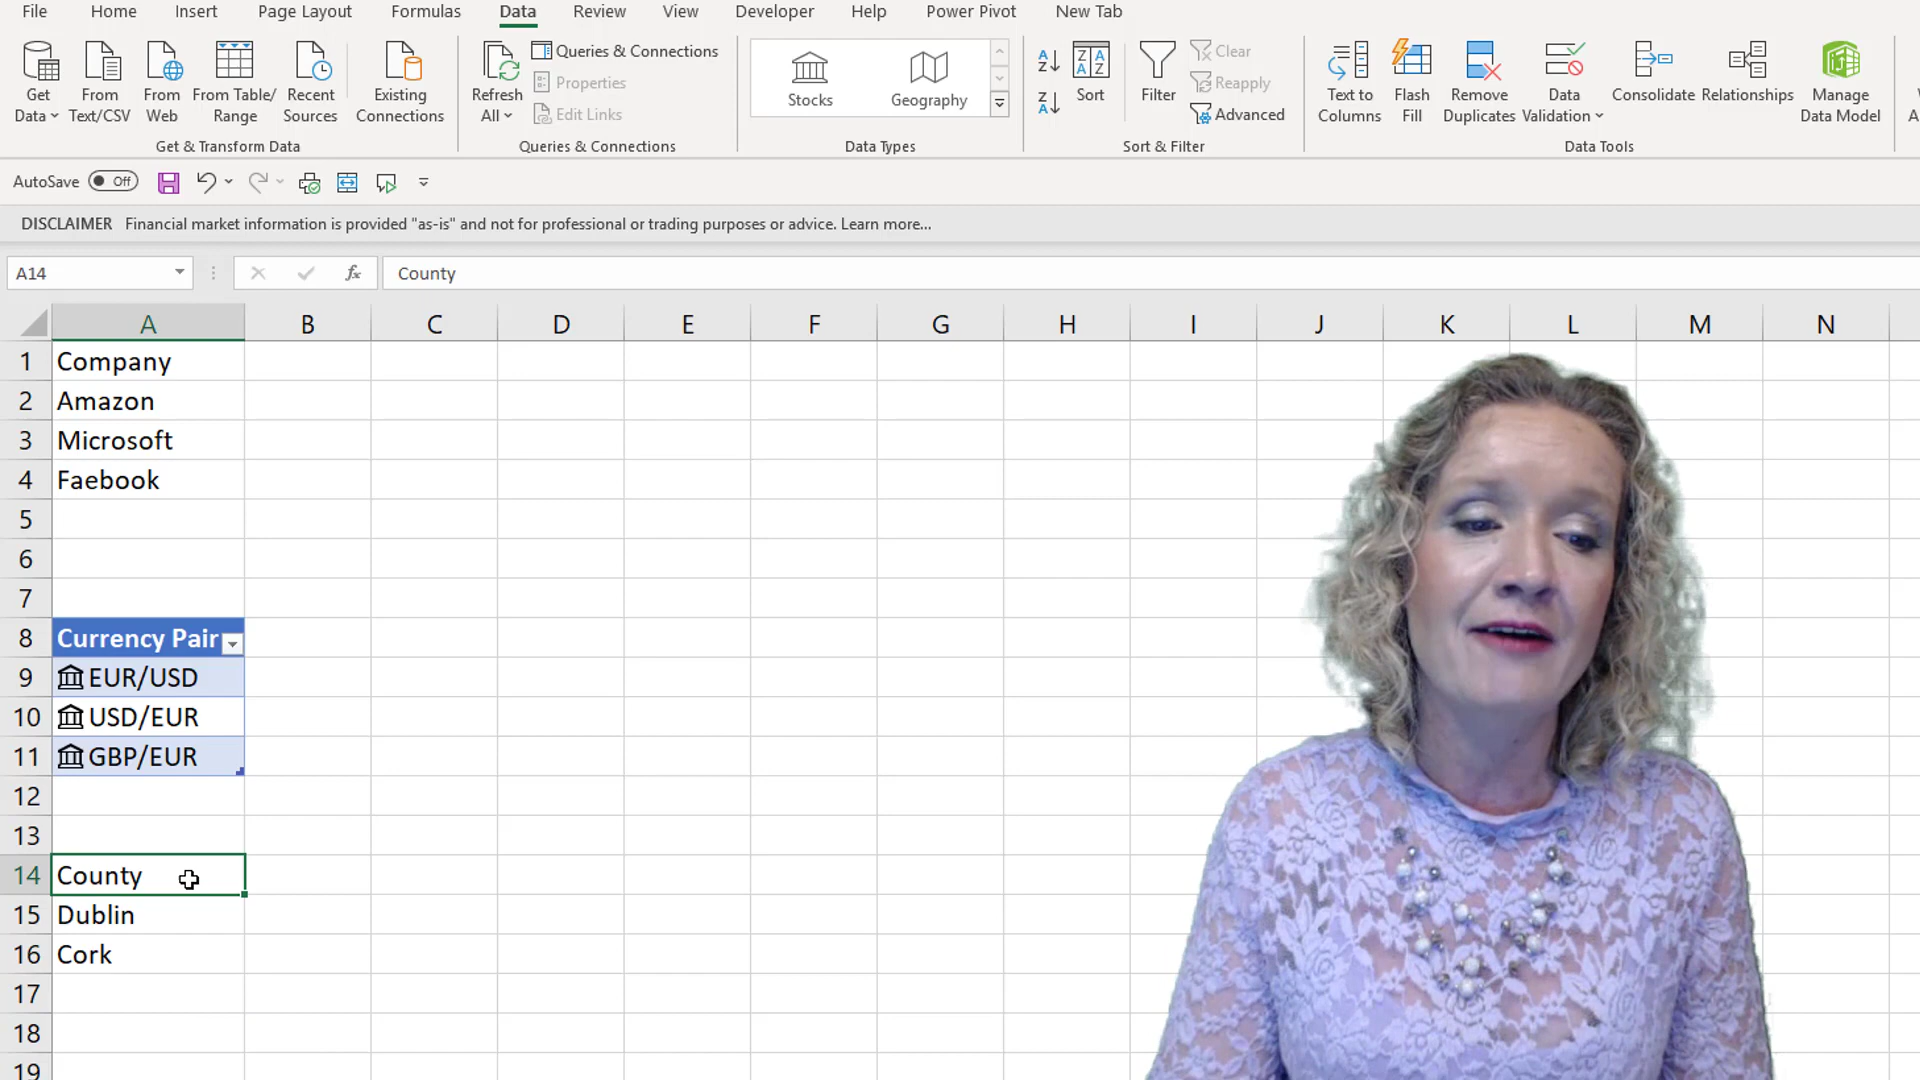 File Home Insert Page Layout Formulas Data Review View Developer Help Power Pivot New Tab
Get Data From Text/CSV From Web From Table/Range Recent Sources Existing Connections
Get & Transform Data
Refresh All Queries & Connections Properties Edit Links
Queries & Connections
Stocks Geography
Data Types
Sort Filter Clear Reapply Advanced
Sort & Filter
Text to Columns Flash Fill Remove Duplicates Data Validation Consolidate Relationships Manage Data Model
Data Tools
AutoSave Off
DISCLAIMER Financial market information is provided "as-is" and not for professional or trading purposes or advice. Learn more...
A14 fx County
A B C D E F G H I J K L M N
1 Company
2 Amazon
3 Microsoft
4 Faebook
5
6
7
8 Currency Pair
9 EUR/USD
10 USD/EUR
11 GBP/EUR
12
13
14 County
15 Dublin
16 Cork
17
18
19